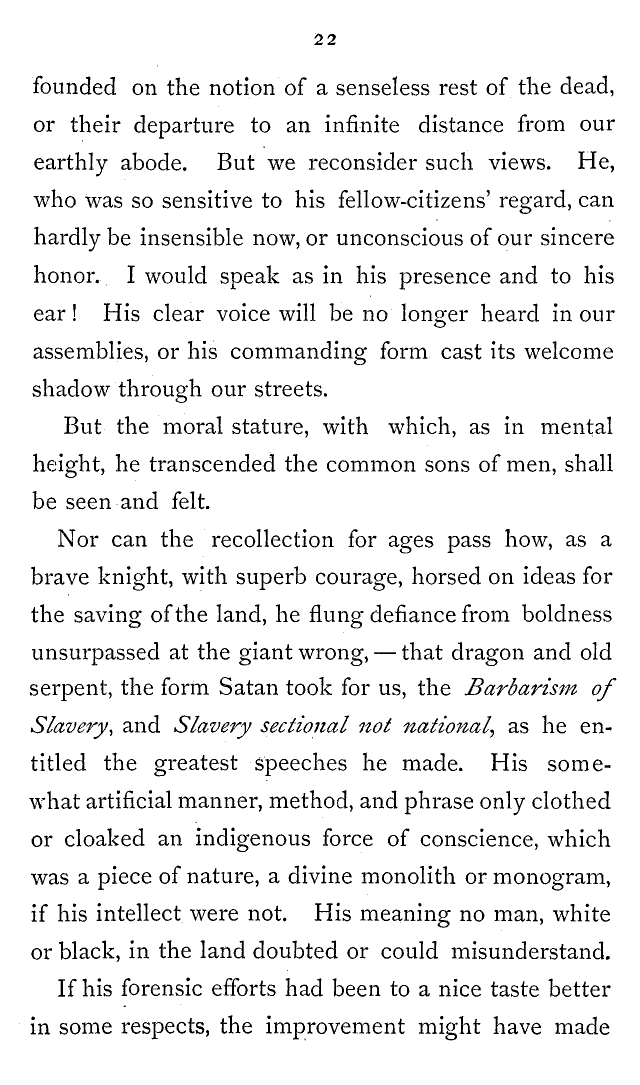 22
founded on the notion of a senseless rest of the dead,
or their departure to an infinite distance from our
earthly abode. But we reconsider such views. He,
who was so sensitive to his fellow-citizens’ regard, can
hardly be insensible now, or unconscious of our sincere
honor. I would speak as in his presence and to his
ear! His clear voice will be no longer heard in our
assemblies, or his commanding form cast its welcome
shadow through our streets.
But the moral stature, with which, as in mental
height, he transcended the common sons of men, shall
be seen and felt.
Nor can the recollection for ages pass how, as a
brave knight, with superb courage, horsed on ideas for
the saving of the land, he flung defiance from boldness
unsurpassed at the giant wrong, — that dragon and old
serpent, the form Satan took for us, the Barbarism of
Slavery, and Slavery sectional not national, as he en-
titled the greatest speeches he made. His some-
what artificial manner, method, and phrase only clothed
or cloaked an indigenous force of conscience, which
was a piece of nature, a divine monolith or monogram,
if his intellect were not. His meaning no man, white
or black, in the land doubted or could misunderstand.
If his forensic efforts had been to a nice taste better
in some respects, the improvement might have made